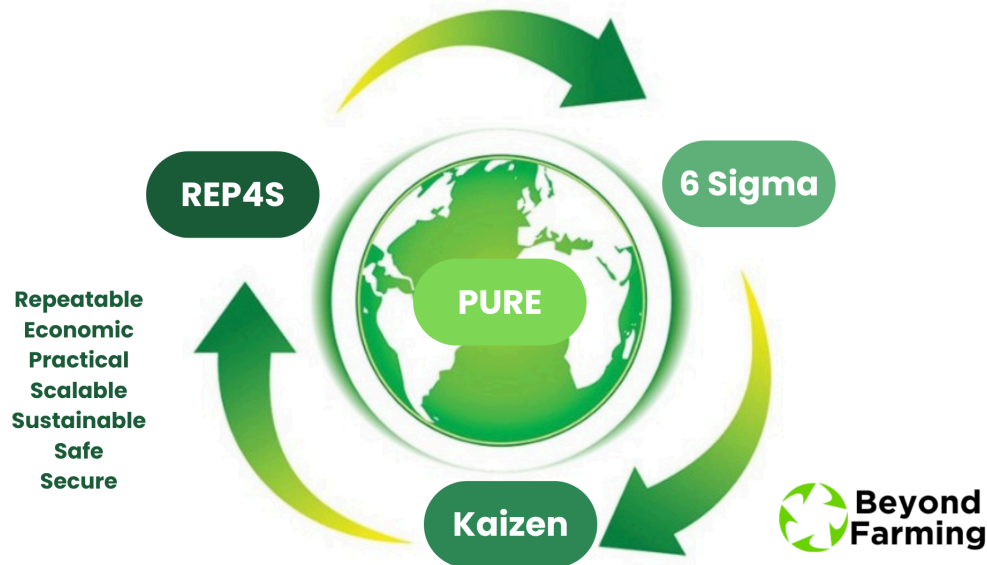 REP4S
6 Sigma
PURE
Repeatable
Economic
Practical
Scalable
Sustainable
Safe
Secure
Kaizen
Beyond
Farming